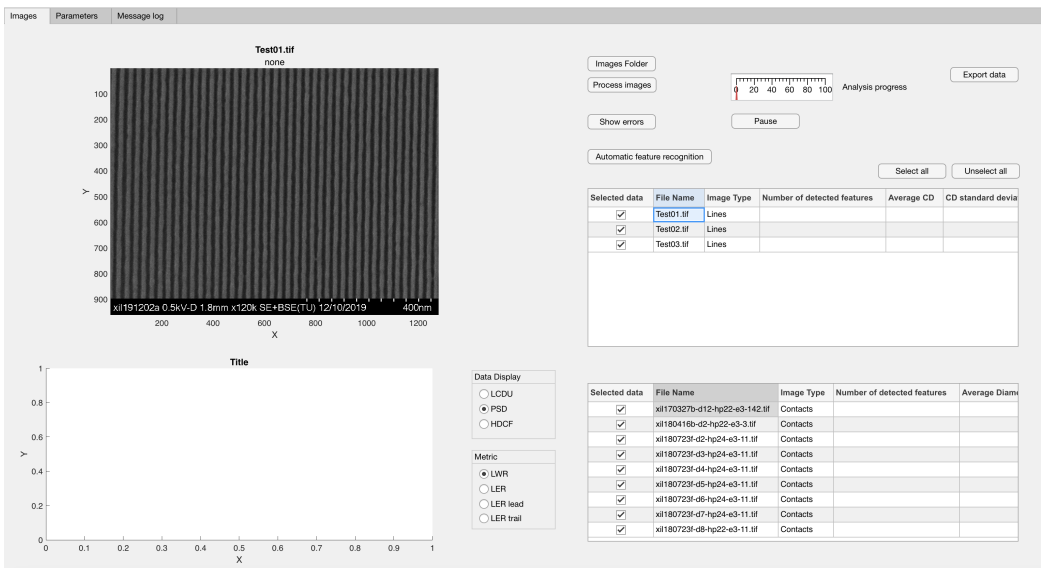 Images Parameters Message log
Test01.tif
none
100
200
300
400
500
600
700
800
900
Y
xil191202a 0.5kV-D 1.8mm x120k SE+BSE(TU) 12/10/2019 400nm
200 400 600 800 1000 1200
X
Images Folder
Process images
0 20 40 60 80 100
Analysis progress
Export data
Show errors
Pause
Automatic feature recognition
Select all
Unselect all
Selected data File Name Image Type Number of detected features Average CD CD standard devia
Test01.tif Lines
Test02.tif Lines
Test03.tif Lines
Title
1
0.8
0.6
0.4
0.2
0
Y
0 0.1 0.2 0.3 0.4 0.5 0.6 0.7 0.8 0.9 1
X
Data Display
LCDU
PSD
HDCF
Metric
LWR
LER
LER lead
LER trail
Selected data File Name Image Type Number of detected features Average Diame
xil170327b-d12-hp22-e3-142.tif Contacts
xil180416b-d2-hp22-e3-3.tif Contacts
xil180723f-d2-hp24-e3-11.tif Contacts
xil180723f-d3-hp24-e3-11.tif Contacts
xil180723f-d4-hp24-e3-11.tif Contacts
xil180723f-d5-hp24-e3-11.tif Contacts
xil180723f-d6-hp24-e3-11.tif Contacts
xil180723f-d7-hp24-e3-11.tif Contacts
xil180723f-d8-hp22-e3-11.tif Contacts